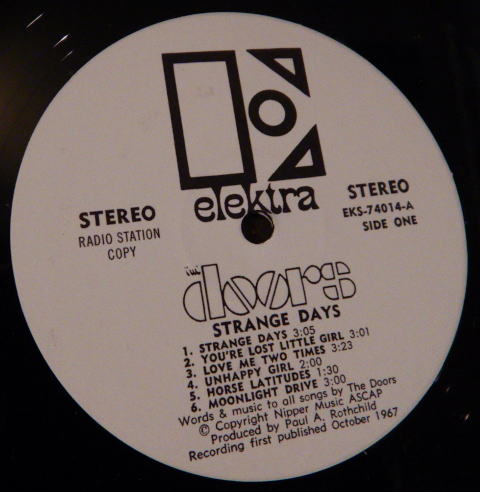 elektra
STEREO
RADIO STATION
COPY
STEREO
EKS-74014-A
SIDE ONE
THE doors
STRANGE DAYS
1. STRANGE DAYS 3:05
2. YOU'RE LOST LITTLE GIRL 3:01
3. LOVE ME TWO TIMES 3:23
4. UNHAPPY GIRL 2:00
5. HORSE LATITUDES 1:30
6. MOONLIGHT DRIVE 3:00
Words & music to all songs by The Doors
© Copyright Nipper Music ASCAP
Produced by Paul A. Rothchild
Recording first published October 1967